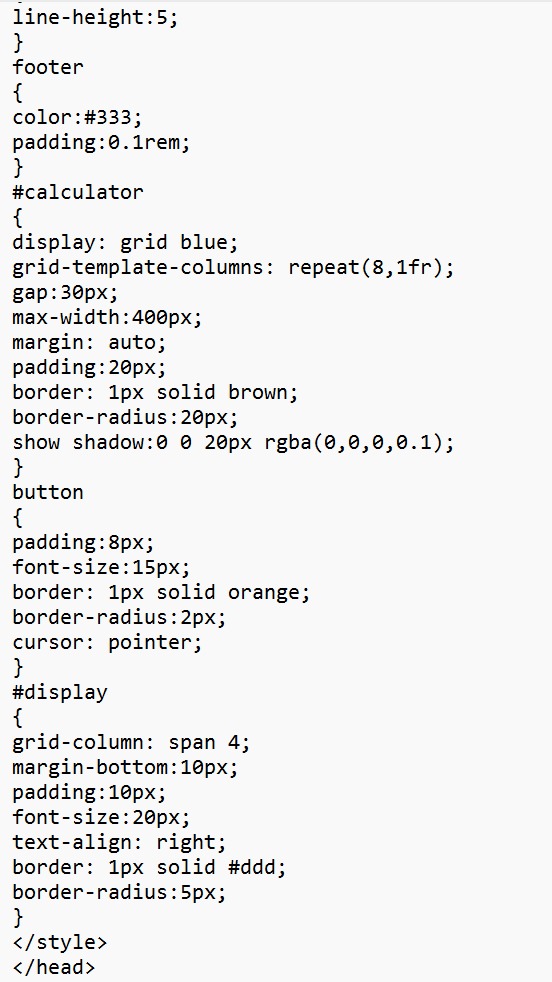 line-height:5;
}
footer
{
color:#333;
padding:0.1rem;
}
#calculator
{
display: grid blue;
grid-template-columns: repeat(8,1fr);
gap:30px;
max-width:400px;
margin: auto;
padding:20px;
border: 1px solid brown;
border-radius:20px;
show shadow:0 0 20px rgba(0,0,0,0.1);
}
button
{
padding:8px;
font-size:15px;
border: 1px solid orange;
border-radius:2px;
cursor: pointer;
}
#display
{
grid-column: span 4;
margin-bottom:10px;
padding:10px;
font-size:20px;
text-align: right;
border: 1px solid #ddd;
border-radius:5px;
}
</style>
</head>